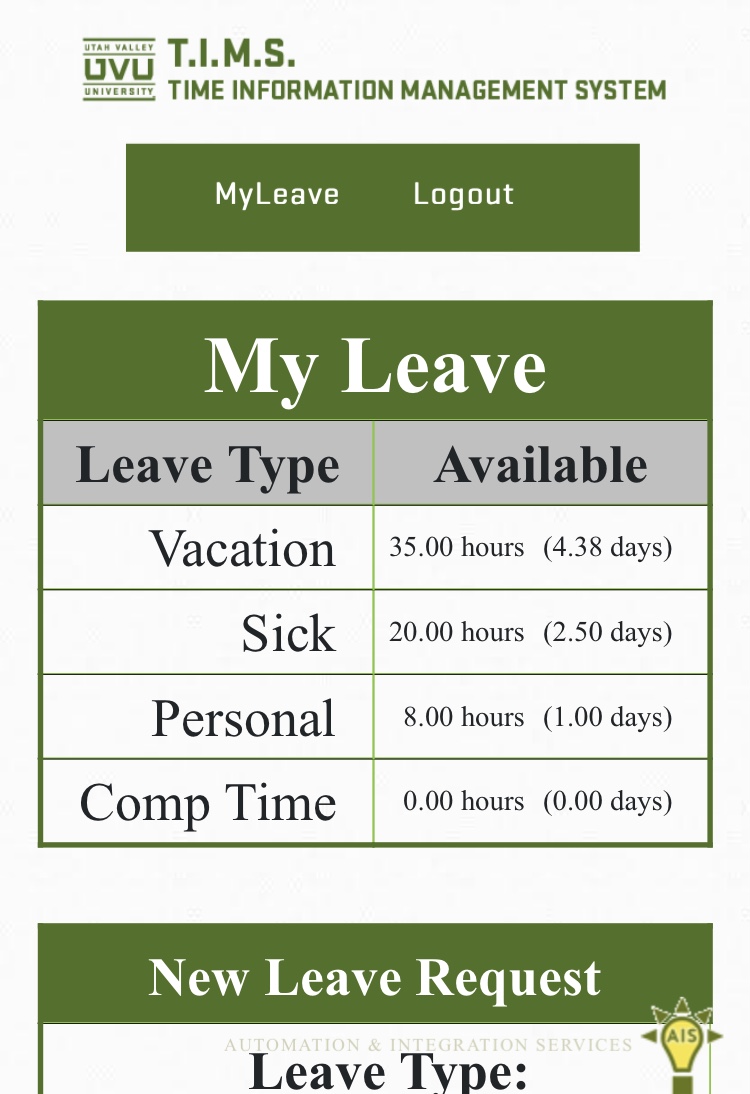 UTAH VALLEY
UVU
UNIVERSITY
T.I.M.S.
TIME INFORMATION MANAGEMENT SYSTEM
MyLeave Logout
My Leave
Leave Type Available
Vacation 35.00 hours (4.38 days)
Sick 20.00 hours (2.50 days)
Personal 8.00 hours (1.00 days)
Comp Time 0.00 hours (0.00 days)
New Leave Request
AUTOMATION & INTEGRATION SERVICES
AIS
Leave Type: